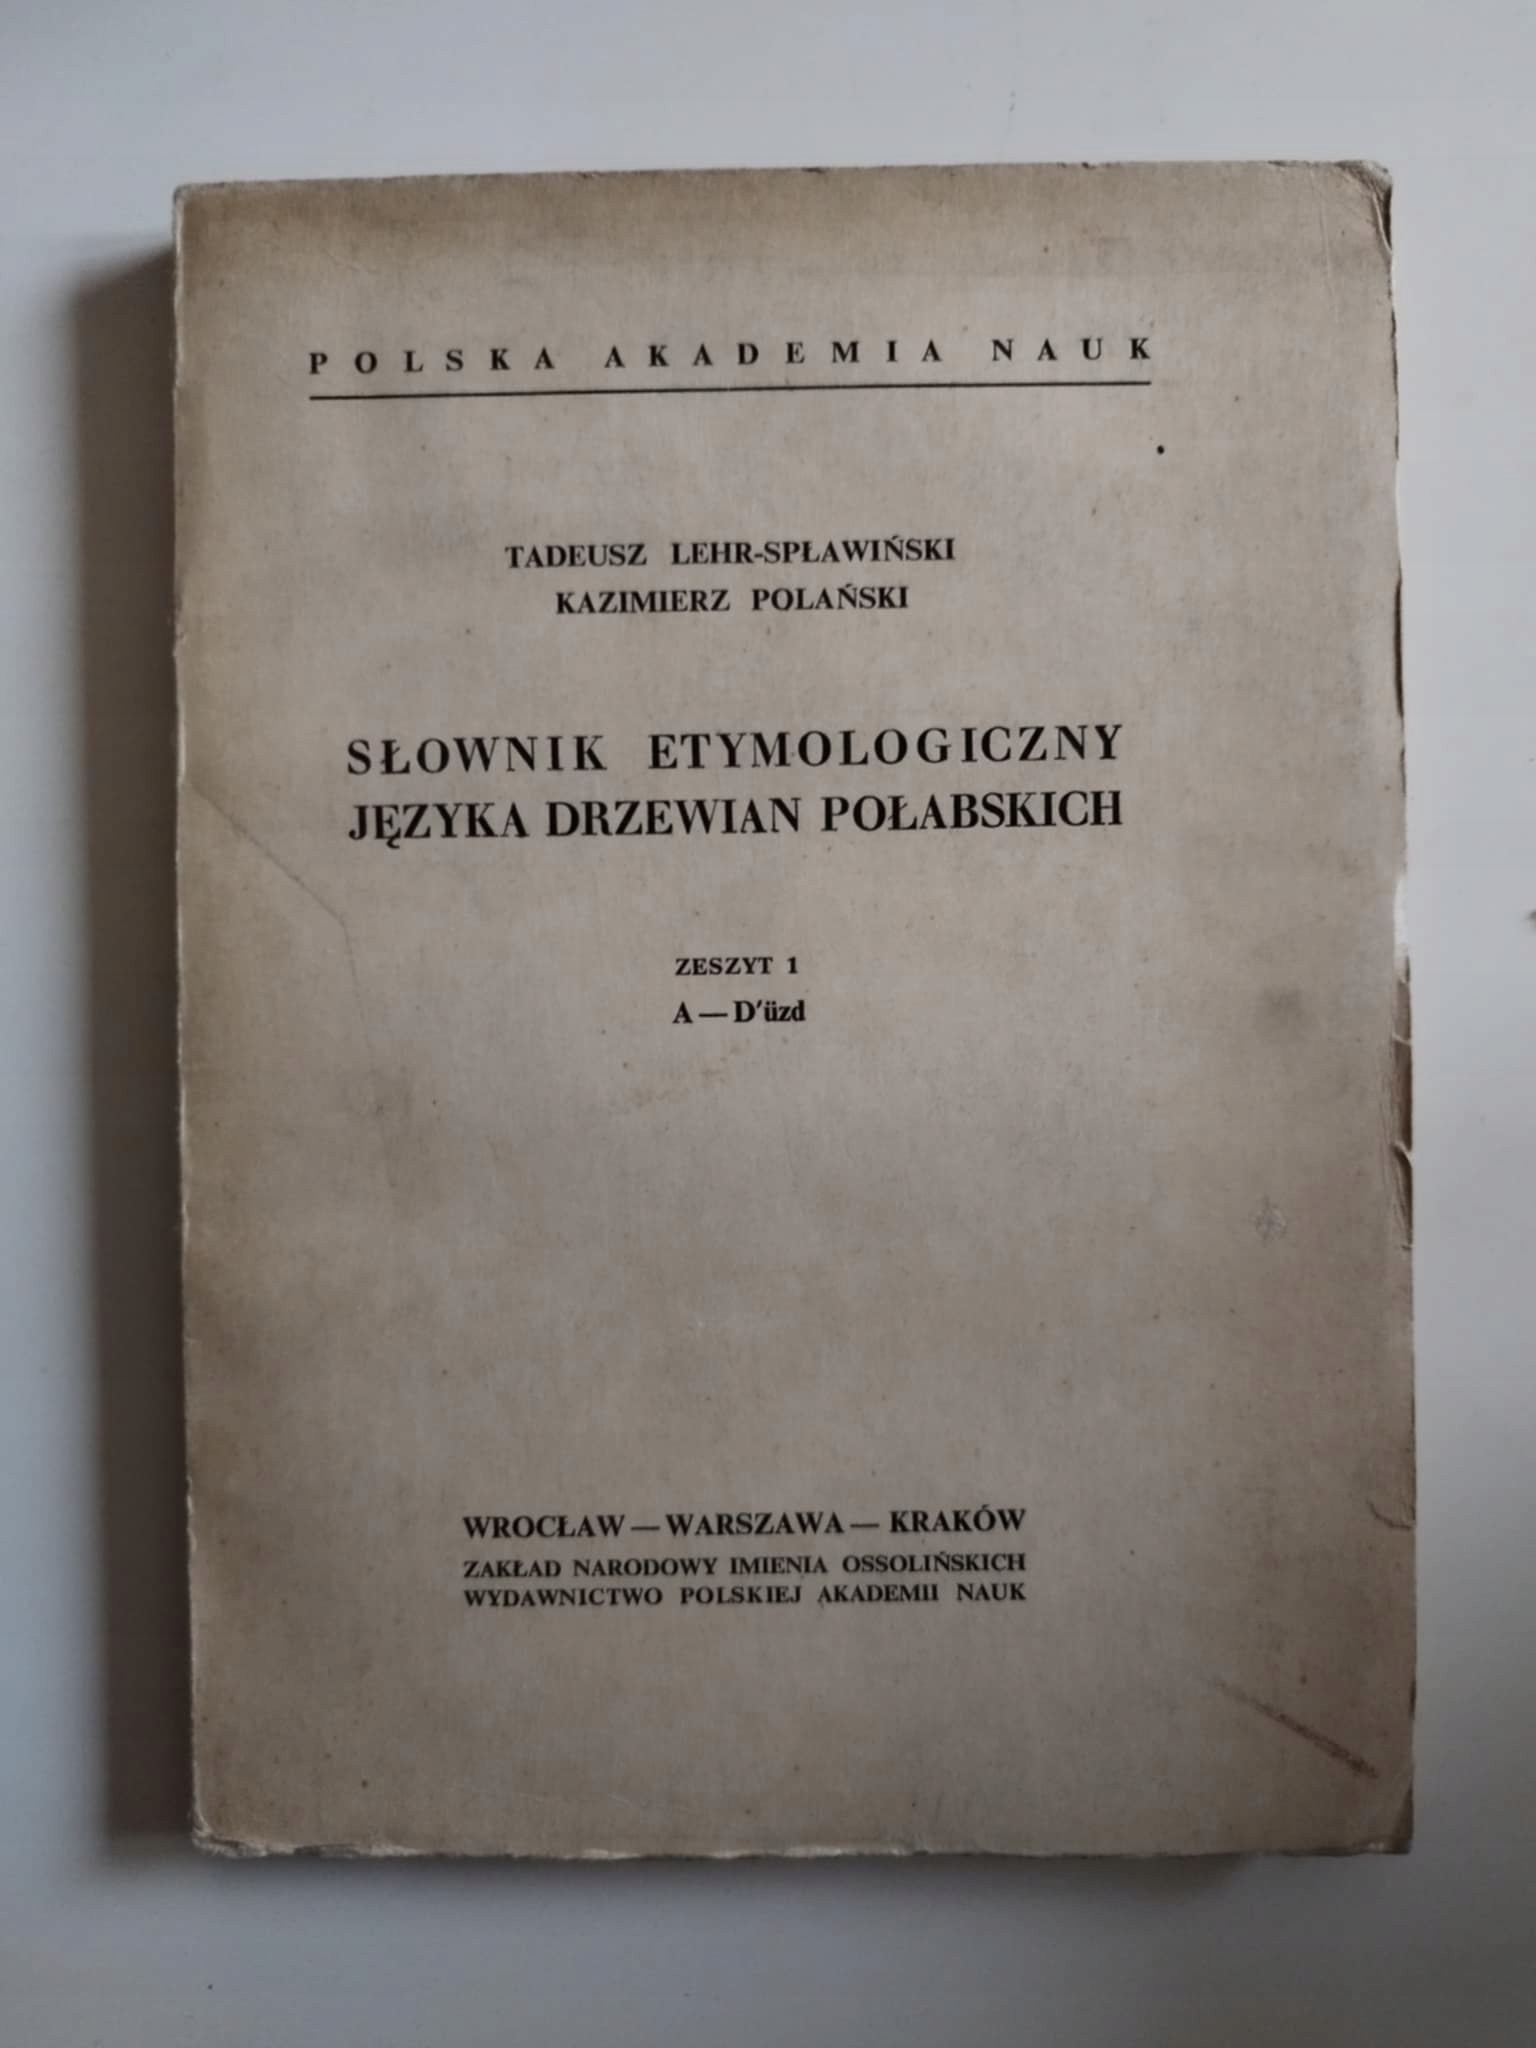 POLSKA AKADEMIA NAUK
TADEUSZ LEHR-SPŁAWIŃSKI
KAZIMIERZ POLAŃSKI
SŁOWNIK ETYMOLOGICZNY
JĘZYKA DRZEWIAN POŁABSKICH
ZESZYT 1
A — D′üzd
WROCŁAW — WARSZAWA — KRAKÓW
ZAKŁAD NARODOWY IMIENIA OSSOLIŃSKICH
WYDAWNICTWO POLSKIEJ AKADEMII NAUK